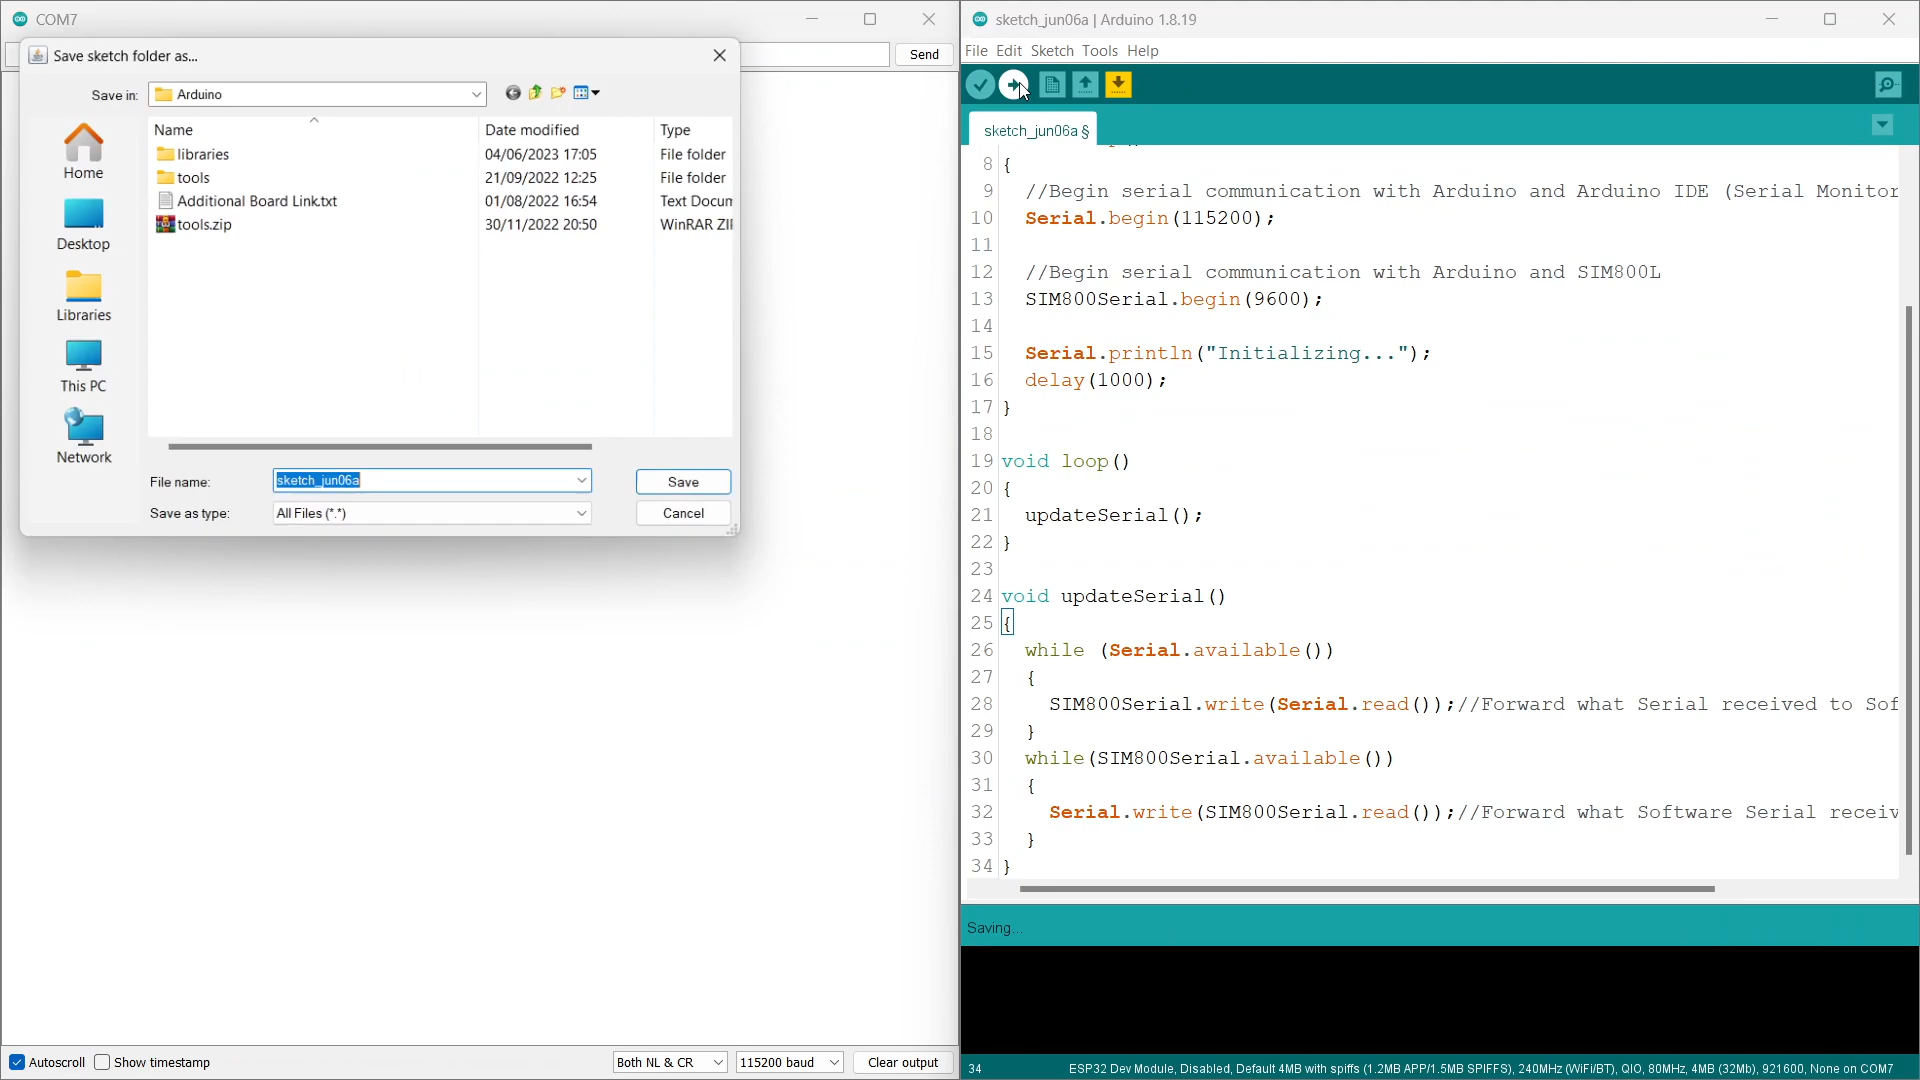 COM7
Send
Save sketch folder as...
Save in:
Arduino
Name
Date modified
Type
libraries
04/06/2023 17:05
File folder
tools
21/09/2022 12:25
File folder
Additional Board Link.txt
01/08/2022 16:54
Text Docum
tools.zip
30/11/2022 20:50
WinRAR ZIP
Home
Desktop
Libraries
This PC
Network
File name:
sketch_jun06a
Save
Save as type:
All Files (*.*)
Cancel
Autoscroll
Show timestamp
Both NL & CR
115200 baud
Clear output
sketch_jun06a | Arduino 1.8.19
File Edit Sketch Tools Help
sketch_jun06a §
8 {
9 //Begin serial communication with Arduino and Arduino IDE (Serial Monitor
10 Serial.begin(115200);
11
12 //Begin serial communication with Arduino and SIM800L
13 SIM800Serial.begin(9600);
14
15 Serial.println("Initializing...");
16 delay(1000);
17 }
18
19 void loop()
20 {
21 updateSerial();
22 }
23
24 void updateSerial()
25 {
26 while (Serial.available())
27 {
28 SIM800Serial.write(Serial.read());//Forward what Serial received to Sof
29 }
30 while(SIM800Serial.available())
31 {
32 Serial.write(SIM800Serial.read());//Forward what Software Serial receiv
33 }
34 }
Saving...
34
ESP32 Dev Module, Disabled, Default 4MB with spiffs (1.2MB APP/1.5MB SPIFFS), 240MHz (WiFi/BT), QIO, 80MHz, 4MB (32Mb), 921600, None on COM7